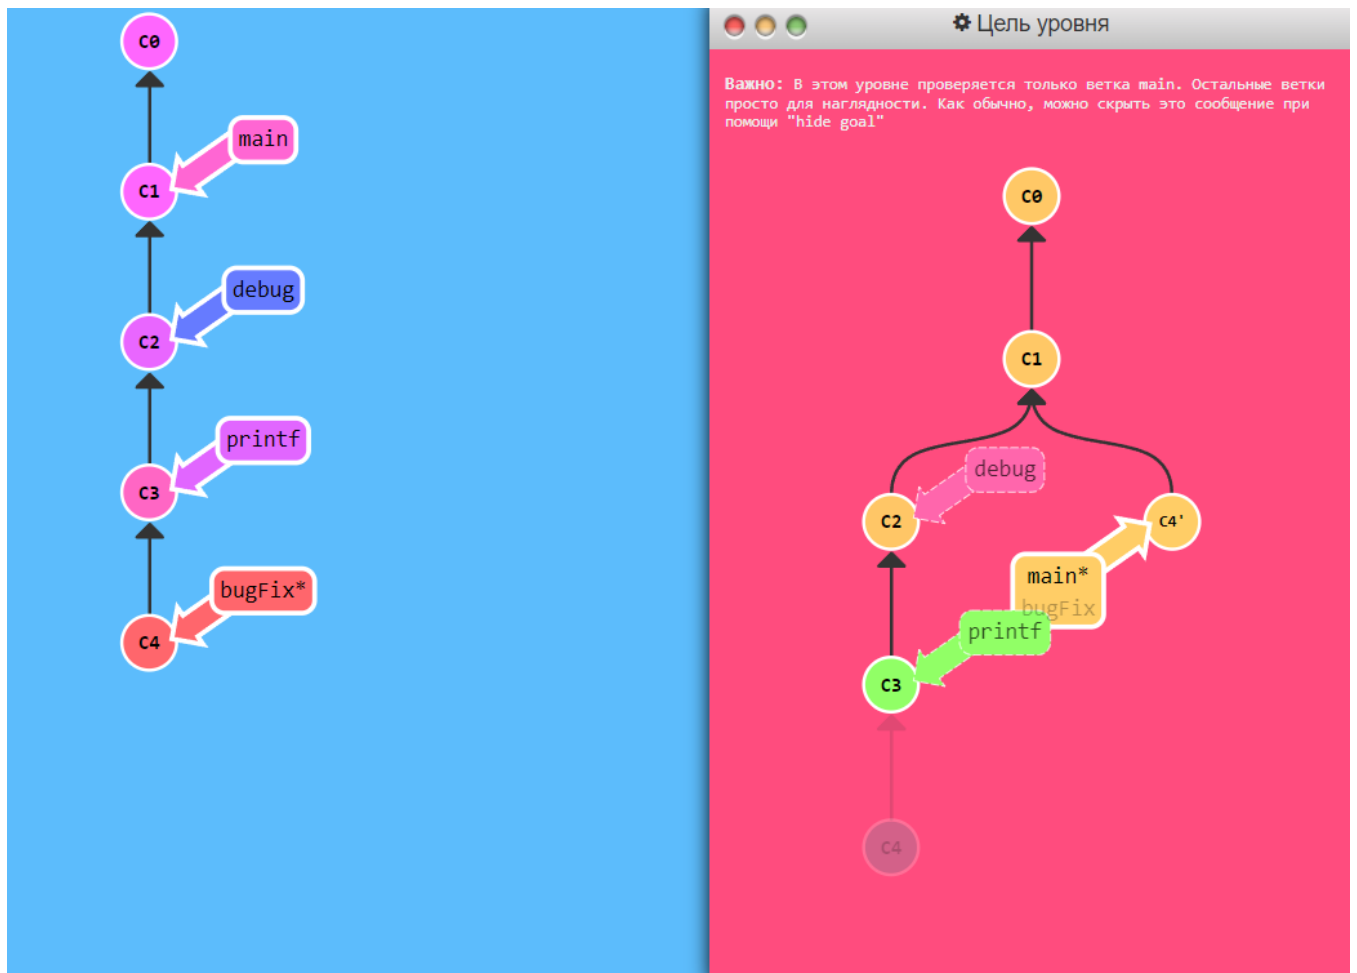 C0
main
C1
debug
C2
printf
C3
bugFix*
C4
Цель уровня
Важно: В этом уровне проверяется только ветка main. Остальные ветки
просто для наглядности. Как обычно, можно скрыть это сообщение при
помощи "hide goal"
C0
C1
debug
C2
C4'
main*
bugFix
printf
C3
C4